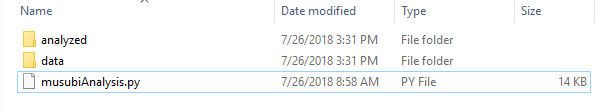 Name Date modified Type Size
analyzed 7/26/2018 3:31 PM File folder
data 7/26/2018 3:31 PM File folder
musubiAnalysis.py 7/26/2018 8:58 AM PY File 14 KB